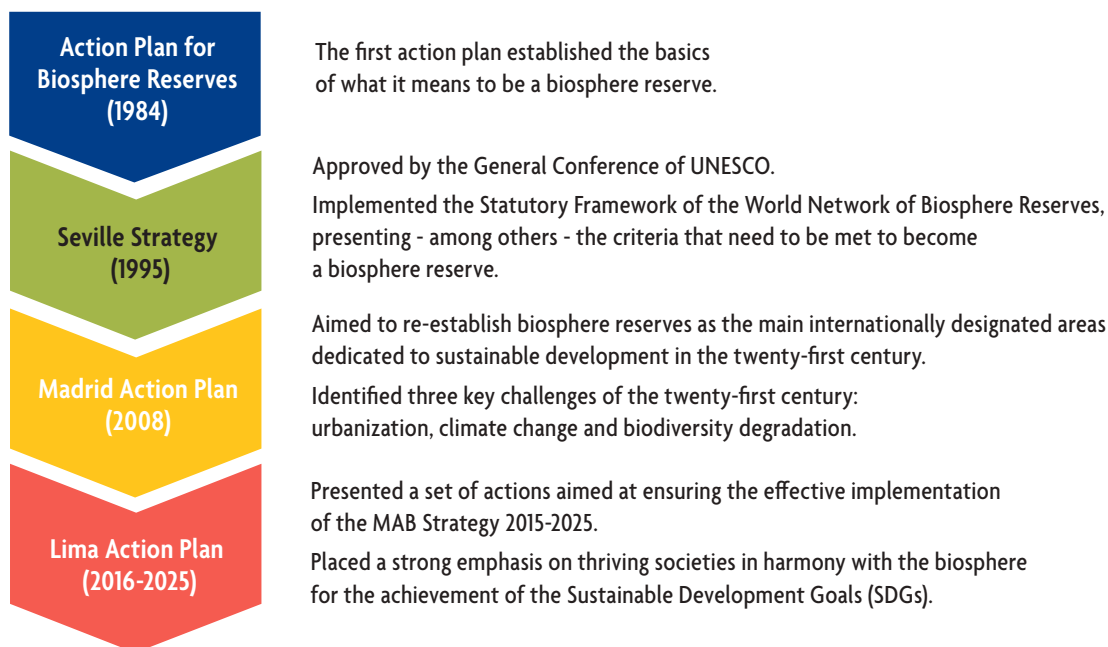 Action Plan for
Biosphere Reserves
(1984)
The first action plan established the basics
of what it means to be a biosphere reserve.
Seville Strategy
(1995)
Approved by the General Conference of UNESCO.
Implemented the Statutory Framework of the World Network of Biosphere Reserves,
presenting - among others - the criteria that need to be met to become
a biosphere reserve.
Madrid Action Plan
(2008)
Aimed to re-establish biosphere reserves as the main internationally designated areas
dedicated to sustainable development in the twenty-first century.
Identified three key challenges of the twenty-first century:
urbanization, climate change and biodiversity degradation.
Lima Action Plan
(2016-2025)
Presented a set of actions aimed at ensuring the effective implementation
of the MAB Strategy 2015-2025.
Placed a strong emphasis on thriving societies in harmony with the biosphere
for the achievement of the Sustainable Development Goals (SDGs).